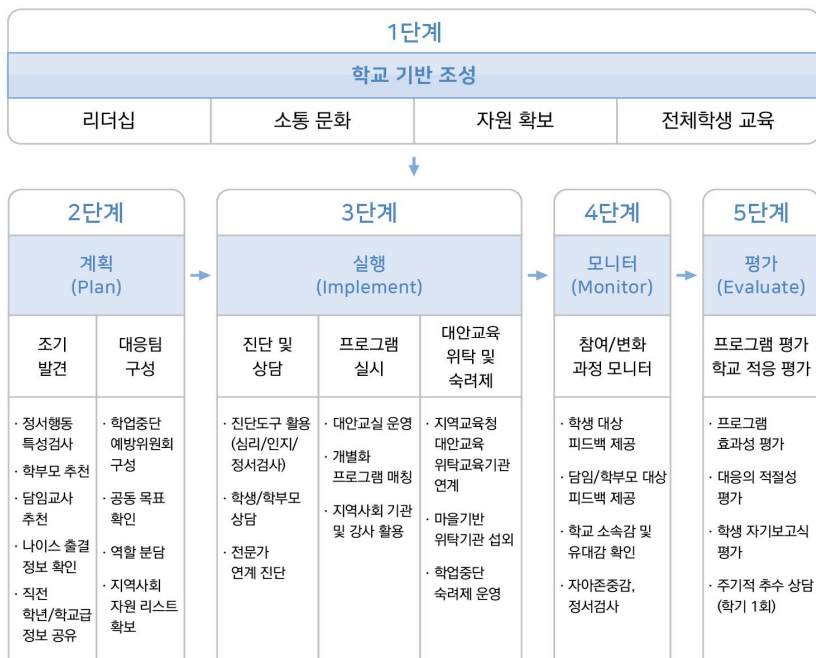 1단계
학교 기반 조성
리더십
소통 문화
자원 확보
전체학생 교육
2단계
계획
(Plan)
조기
발견
· 정서행동
특성검사
· 학부모 추천
· 담임교사
추천
· 나이스 출결
정보 확인
· 직전
학년/학교급
정보 공유
대응팀
구성
· 학업중단
예방위원회
구성
· 공동 목표
확인
· 역할 분담
· 지역사회
자원 리스트
확보
3단계
실행
(Implement)
진단 및
상담
· 진단도구 활용
(심리/인지/
정서검사)
· 학생/학부모
상담
· 전문가
연계 진단
프로그램
실시
· 대안교실 운영
· 개별화
프로그램 매칭
· 지역사회 기관
및 강사 활용
대안교육
위탁 및
숙려제
· 지역교육청
대안교육
위탁교육기관
연계
· 마을기반
위탁기관 섭외
· 학업중단
숙려제 운영
4단계
모니터
(Monitor)
참여/변화
과정 모니터
· 학생 대상
피드백 제공
· 담임/학부모 대상
피드백 제공
· 학교 소속감 및
유대감 확인
· 자아존중감,
정서검사
5단계
평가
(Evaluate)
프로그램 평가
학교 적응 평가
· 프로그램
효과성 평가
· 대응의 적절성
평가
· 학생 자기보고식
평가
· 주기적 추수 상담
(학기 1회)